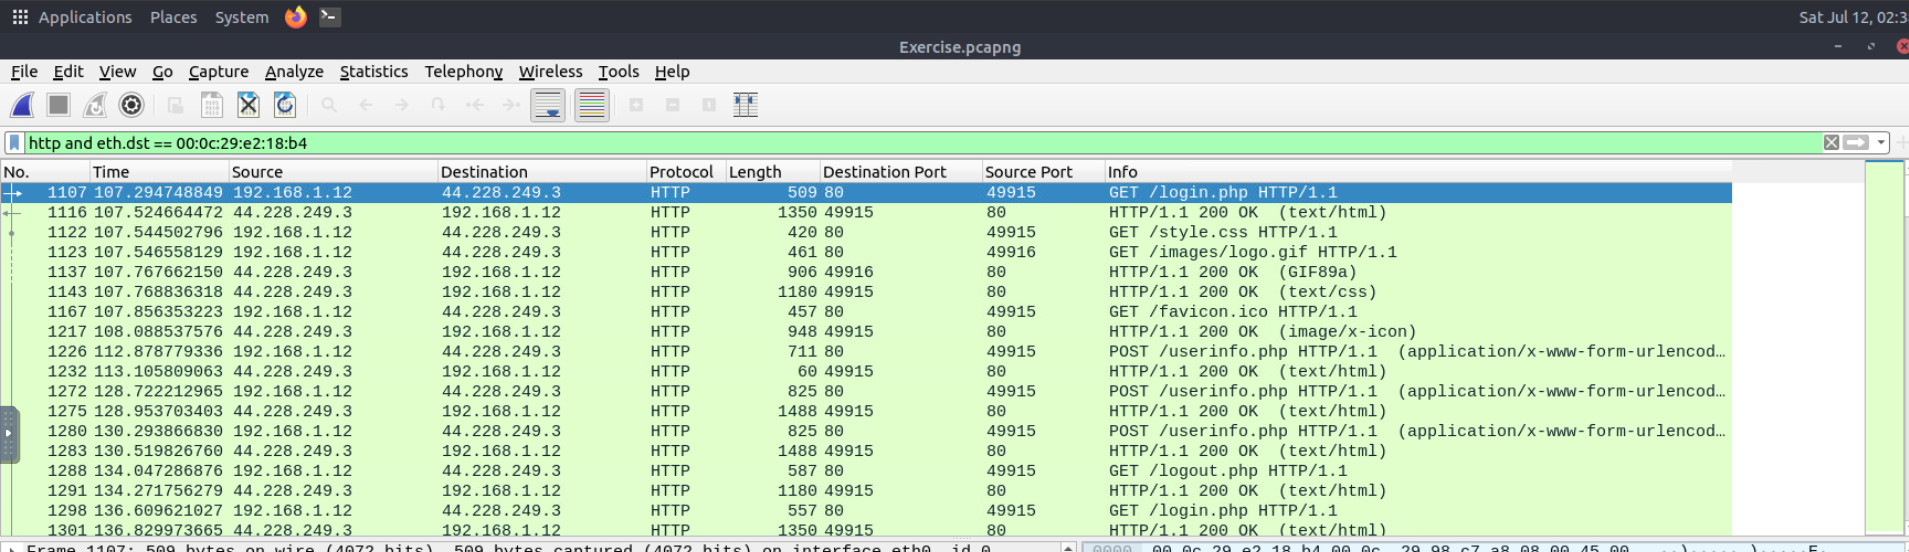 Applications Places System Sat Jul 12, 02:3
Exercise.pcapng
File Edit View Go Capture Analyze Statistics Telephony Wireless Tools Help
http and eth.dst == 00:0c:29:e2:18:b4
No. Time Source Destination Protocol Length Destination Port Source Port Info
1107 107.294748849 192.168.1.12 44.228.249.3 HTTP 509 80 49915 GET /login.php HTTP/1.1
1116 107.524664472 44.228.249.3 192.168.1.12 HTTP 1350 49915 80 HTTP/1.1 200 OK (text/html)
1122 107.544502796 192.168.1.12 44.228.249.3 HTTP 420 80 49915 GET /style.css HTTP/1.1
1123 107.546558129 192.168.1.12 44.228.249.3 HTTP 461 80 49916 GET /images/logo.gif HTTP/1.1
1137 107.767662150 44.228.249.3 192.168.1.12 HTTP 906 49916 80 HTTP/1.1 200 OK (GIF89a)
1143 107.768836318 44.228.249.3 192.168.1.12 HTTP 1180 49915 80 HTTP/1.1 200 OK (text/css)
1167 107.856353223 192.168.1.12 44.228.249.3 HTTP 457 80 49915 GET /favicon.ico HTTP/1.1
1217 108.088537576 44.228.249.3 192.168.1.12 HTTP 948 49915 80 HTTP/1.1 200 OK (image/x-icon)
1226 112.878779336 192.168.1.12 44.228.249.3 HTTP 711 80 49915 POST /userinfo.php HTTP/1.1 (application/x-www-form-urlencod…
1232 113.105809063 44.228.249.3 192.168.1.12 HTTP 60 49915 80 HTTP/1.1 200 OK (text/html)
1272 128.722212965 192.168.1.12 44.228.249.3 HTTP 825 80 49915 POST /userinfo.php HTTP/1.1 (application/x-www-form-urlencod…
1275 128.953703403 44.228.249.3 192.168.1.12 HTTP 1488 49915 80 HTTP/1.1 200 OK (text/html)
1280 130.293866830 192.168.1.12 44.228.249.3 HTTP 825 80 49915 POST /userinfo.php HTTP/1.1 (application/x-www-form-urlencod…
1283 130.519826760 44.228.249.3 192.168.1.12 HTTP 1488 49915 80 HTTP/1.1 200 OK (text/html)
1288 134.047286876 192.168.1.12 44.228.249.3 HTTP 587 80 49915 GET /logout.php HTTP/1.1
1291 134.271756279 44.228.249.3 192.168.1.12 HTTP 1180 49915 80 HTTP/1.1 200 OK (text/html)
1298 136.609621027 192.168.1.12 44.228.249.3 HTTP 557 80 49915 GET /login.php HTTP/1.1
1301 136.829973665 44.228.249.3 192.168.1.12 HTTP 1350 49915 80 HTTP/1.1 200 OK (text/html)
Frame 1107: 509 bytes on wire (4072 bits), 509 bytes captured (4072 bits) on interface eth0, id 0 0000 00 0c 29 e2 18 b4 00 0c 29 98 c7 a8 08 00 45 00